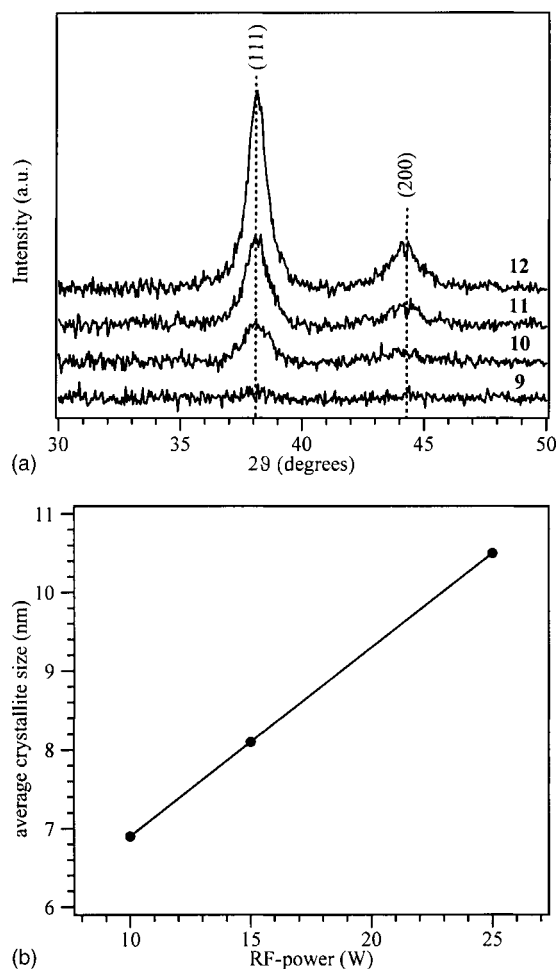 (111)
(200)
Intensity (a.u.)
12
11
10
9
30 35 40 45 50
2ϑ (degrees)
(a)
11
10
9
8
7
6
average crystallite size (nm)
10 15 20 25
RF-power (W)
(b)